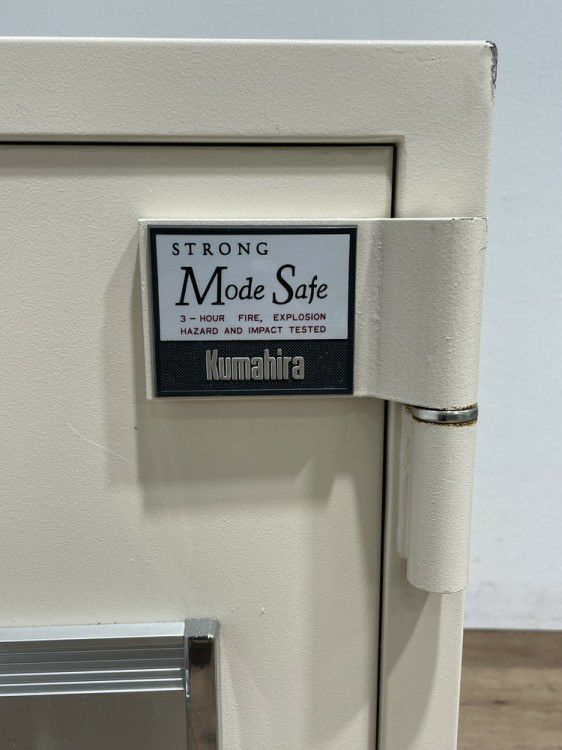 STRONG
Mode Safe
3-HOUR FIRE, EXPLOSION
HAZARD AND IMPACT TESTED
Kumahira